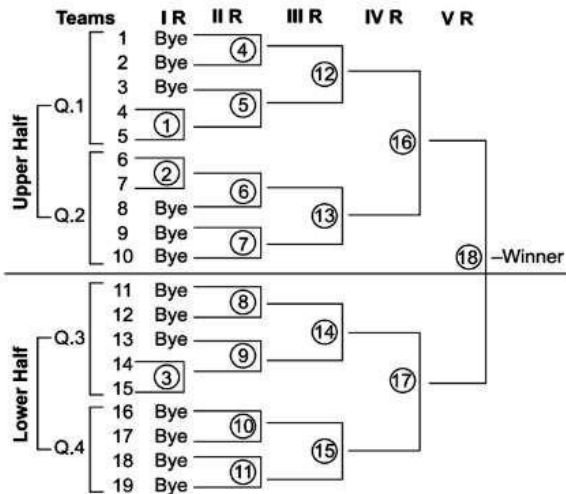 Teams I R II R III R IV R V R
1 Bye
④
2 Bye
⑫
3 Bye
⑤
4
①
5
Q.1
⑯
Upper Half
6
②
7
⑥
8 Bye
⑬
9 Bye
⑦
10 Bye
Q.2
⑱ –Winner
11 Bye
⑧
12 Bye
⑭
13 Bye
⑨
14
③
15
Q.3
⑰
Lower Half
16 Bye
⑩
17 Bye
⑮
18 Bye
⑪
19 Bye
Q.4